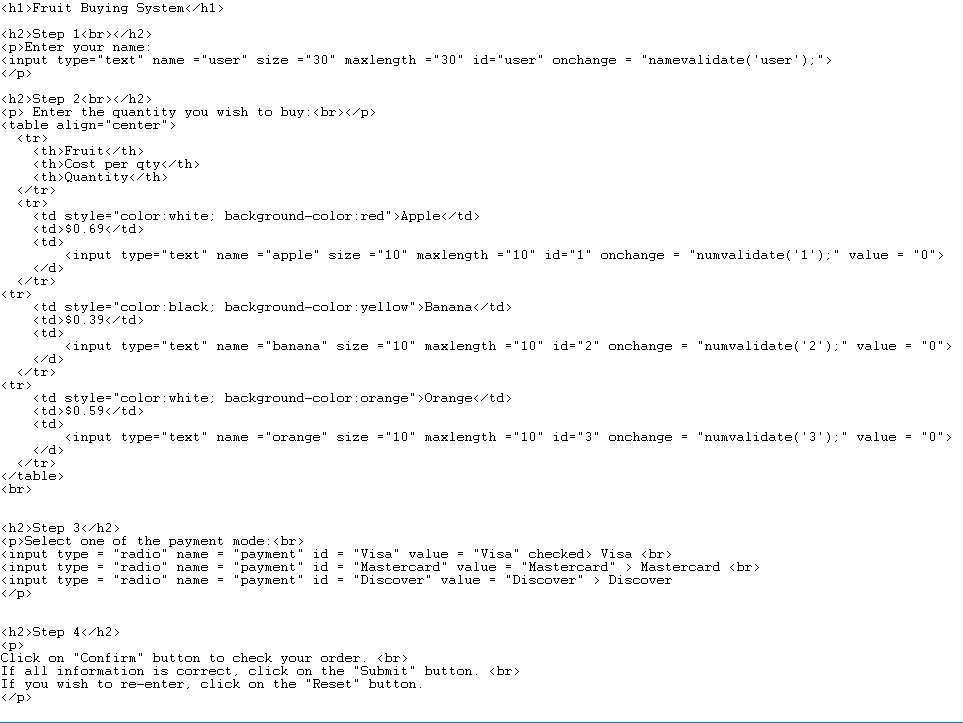 <h1>Fruit Buying System</h1>
<h2>Step 1<br></h2>
<p>Enter your name:
<input type="text" name ="user" size ="30" maxlength ="30" id="user" onchange = "namevalidate('user');">
</p>
<h2>Step 2<br></h2>
<p> Enter the quantity you wish to buy:<br></p>
<table align="center">
<tr>
<th>Fruit</th>
<th>Cost per qty</th>
<th>Quantity</th>
</tr>
<tr>
<td style="color:white; background-color:red">Apple</td>
<td>$0.69</td>
<td>
<input type="text" name ="apple" size ="10" maxlength ="10" id="1" onchange = "numvalidate('1');" value = "0">
</d>
</tr>
<tr>
<td style="color:black; background-color:yellow">Banana</td>
<td>$0.39</td>
<td>
<input type="text" name ="banana" size ="10" maxlength ="10" id="2" onchange = "numvalidate('2');" value = "0">
</d>
</tr>
<tr>
<td style="color:white; background-color:orange">Orange</td>
<td>$0.59</td>
<td>
<input type="text" name ="orange" size ="10" maxlength ="10" id="3" onchange = "numvalidate('3');" value = "0">
</d>
</tr>
</table>
<br>
<h2>Step 3</h2>
<p>Select one of the payment mode:<br>
<input type = "radio" name = "payment" id = "Visa" value = "Visa" checked> Visa <br>
<input type = "radio" name = "payment" id = "Mastercard" value = "Mastercard" > Mastercard <br>
<input type = "radio" name = "payment" id = "Discover" value = "Discover" > Discover
</p>
<h2>Step 4</h2>
<p>
Click on "Confirm" button to check your order. <br>
If all information is correct, click on the "Submit" button. <br>
If you wish to re-enter, click on the "Reset" button.
</p>